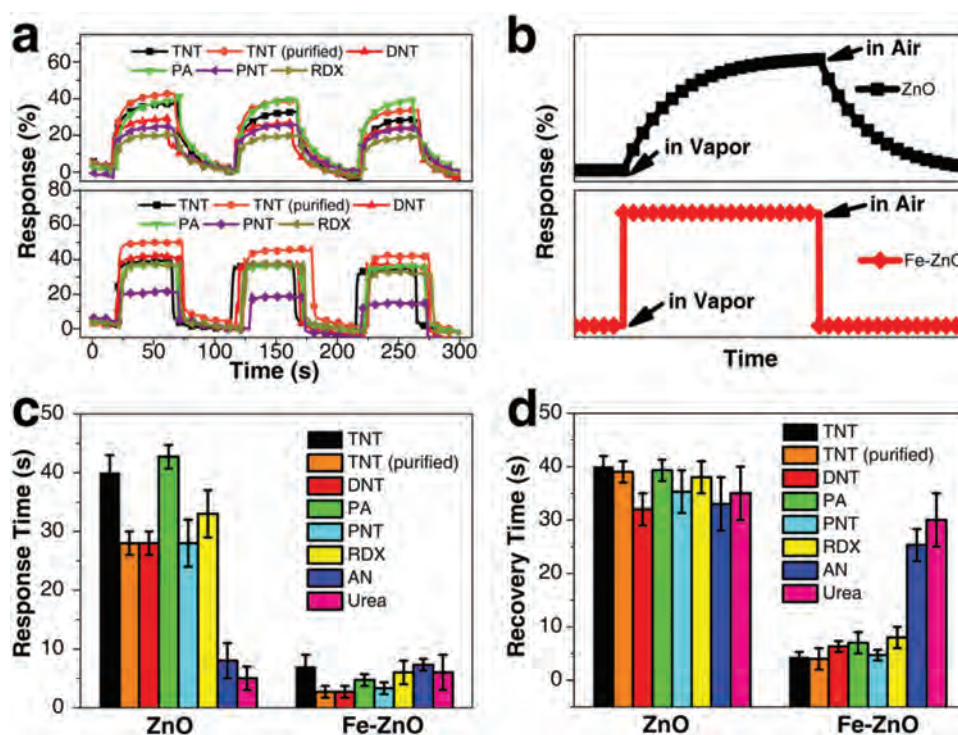 a
TNT TNT (purified) DNT
PA PNT RDX
60
40
20
0
Response (%)
80
60
40
20
0
TNT TNT (purified) DNT
PA PNT RDX
0 50 100 150 200 250 300
Time (s)
b
in Air
ZnO
in Vapor
Response (%)
in Air
Fe-ZnO
in Vapor
Time
c
50
40
30
20
10
0
Response Time (s)
TNT
TNT (purified)
DNT
PA
PNT
RDX
AN
Urea
ZnO Fe-ZnO
d
50
40
30
20
10
0
Recovery Time (s)
TNT
TNT (purified)
DNT
PA
PNT
RDX
AN
Urea
ZnO Fe-ZnO